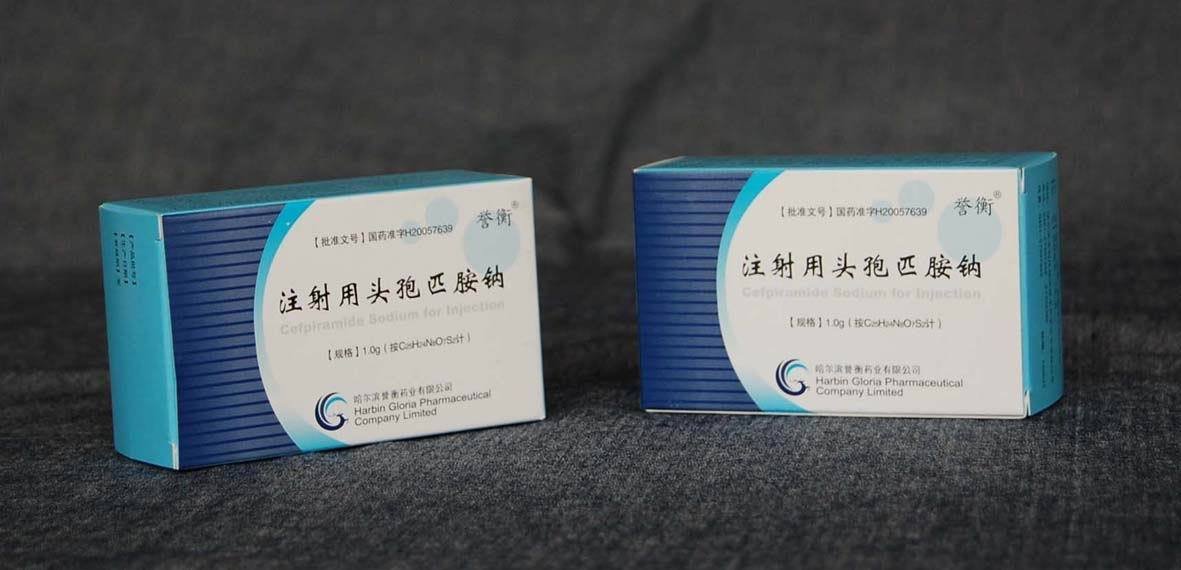 誉衡®
【批准文号】国药准字H20057639
注射用头孢匹胺钠
Cefpiramide Sodium for Injection
【规格】1.0g(按C25H24N8O7S2计)
哈尔滨誉衡药业有限公司
Harbin Gloria Pharmaceutical
Company Limited
誉衡®
【批准文号】国药准字H20057639
注射用头孢匹胺钠
Cefpiramide Sodium for Injection
【规格】1.0g(按C25H24N8O7S2计)
哈尔滨誉衡药业有限公司
Harbin Gloria Pharmaceutical
Company Limited